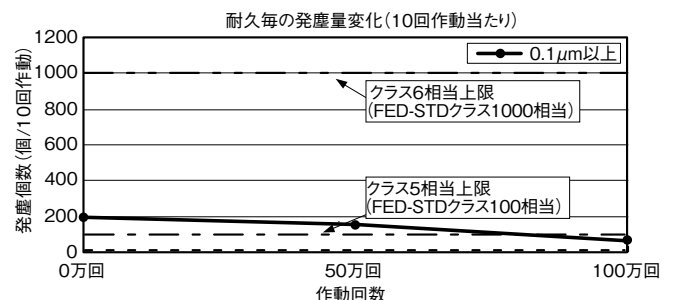 耐久毎の発塵量変化(10回作動当たり)
発塵個数(個/10回作動)
1200
1000
800
600
400
200
0
0.1μm以上
クラス6相当上限
(FED-STDクラス1000相当)
クラス5相当上限
(FED-STDクラス100相当)
0万回
50万回
100万回
作動回数